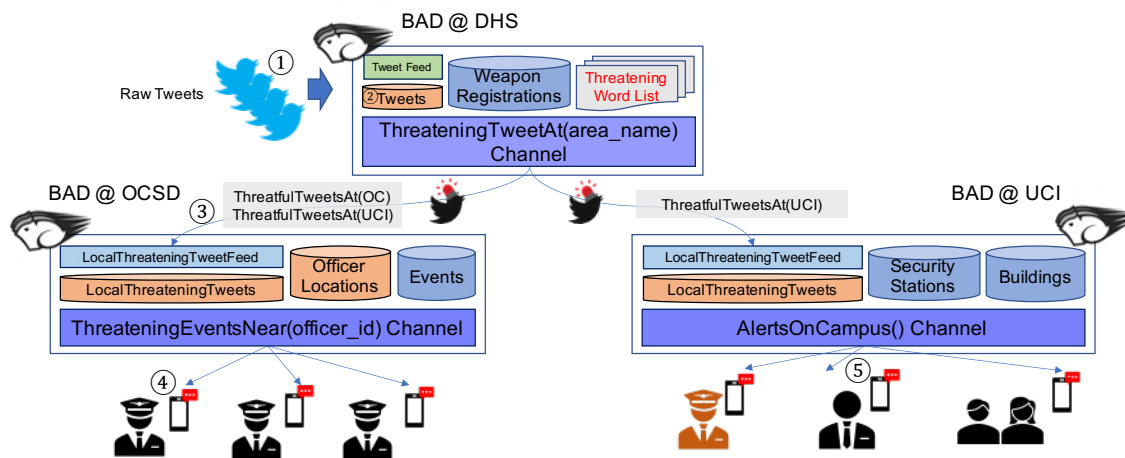 BAD @ DHS
①
Raw Tweets
Tweet Feed
②Tweets
Weapon
Registrations
Threatening
Word List
ThreateningTweetAt(area_name)
Channel
BAD @ OCSD
③
ThreatfulTweetsAt(OC)
ThreatfulTweetsAt(UCI)
ThreatfulTweetsAt(UCI)
BAD @ UCI
LocalThreateningTweetFeed
LocalThreateningTweets
Officer
Locations
Events
ThreateningEventsNear(officer_id) Channel
LocalThreateningTweetFeed
LocalThreateningTweets
Security
Stations
Buildings
AlertsOnCampus() Channel
④
⑤